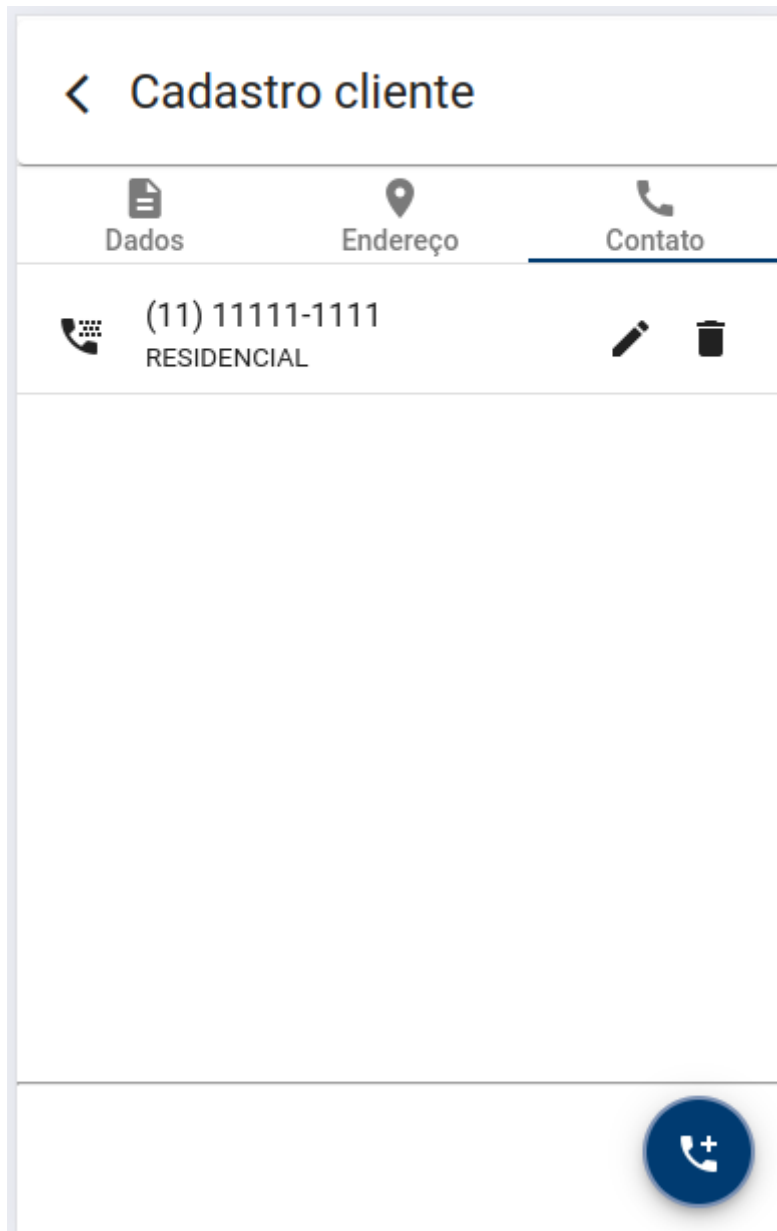 Cadastro cliente
Dados
Endereço
Contato
(11) 11111-1111
RESIDENCIAL